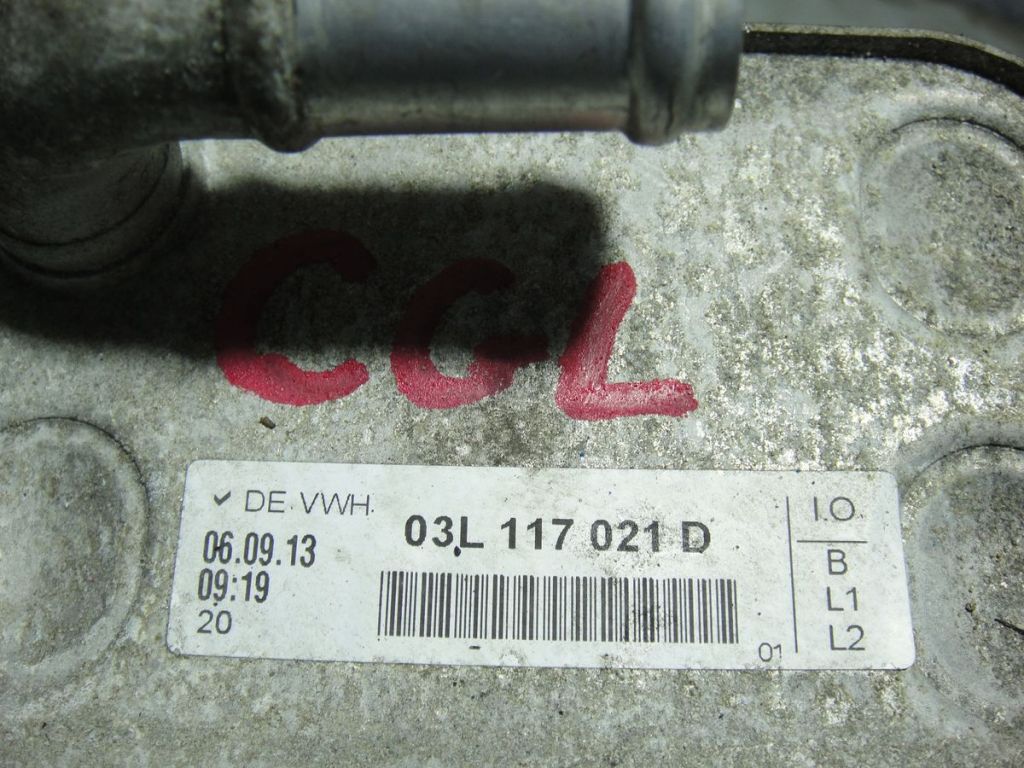 CGL
✓ DE VWH.
03L 117 021 D
06.09.13
09:19
20
01
I.O.
B
L1
L2